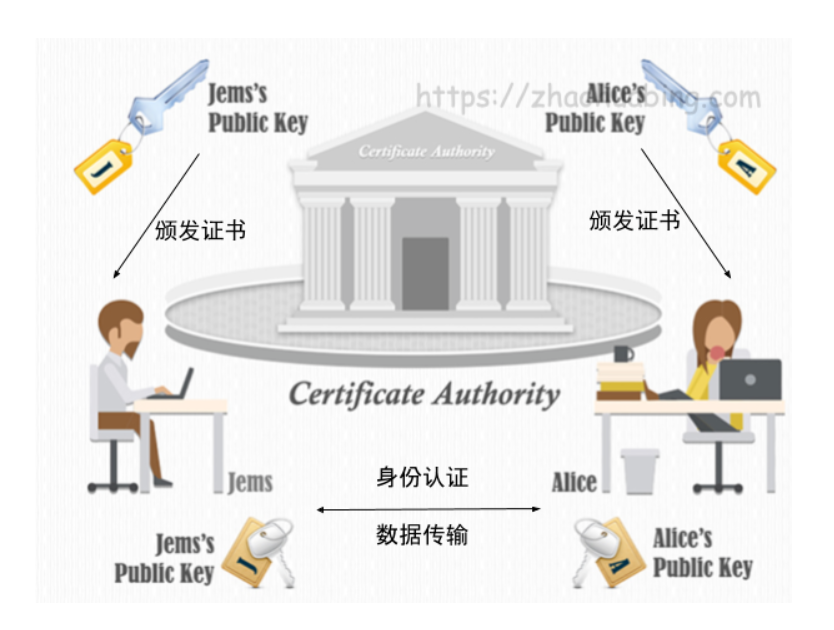 https://zhaohuabing.com
Jems's
Public Key
Alice's
Public Key
Certificate Authority
J
A
颁发证书
颁发证书
Certificate Authority
身份认证
Jems
Alice
数据传输
Jems's
Public Key
J
A
Alice's
Public Key